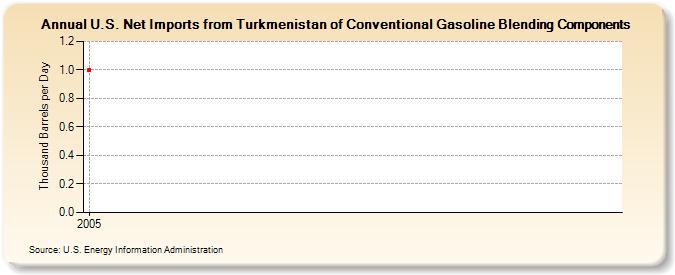 Annual U.S. Net Imports from Turkmenistan of Conventional Gasoline Blending Components
Thousand Barrels per Day
1.2
1.0
0.8
0.6
0.4
0.2
0.0
2005
Source: U.S. Energy Information Administration